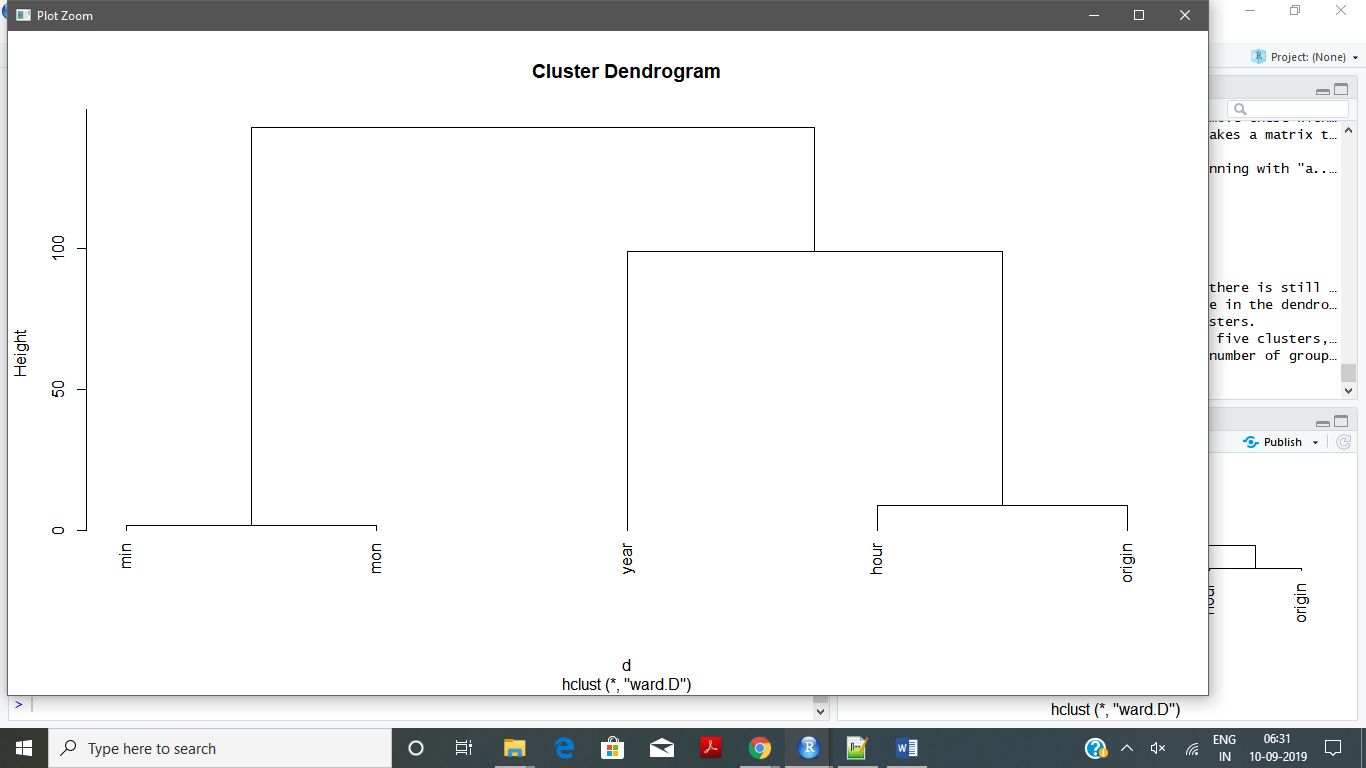 Plot Zoom
Project: (None)
Cluster Dendrogram
akes a matrix t…
nning with "a..…
there is still …
e in the dendro…
sters.
five clusters,…
number of group…
Height
100
50
0
min
mon
year
hour
origin
d
hclust (*, "ward.D")
Publish
origin
hclust (*, "ward.D")
>
Type here to search
ENG
IN
06:31
10-09-2019